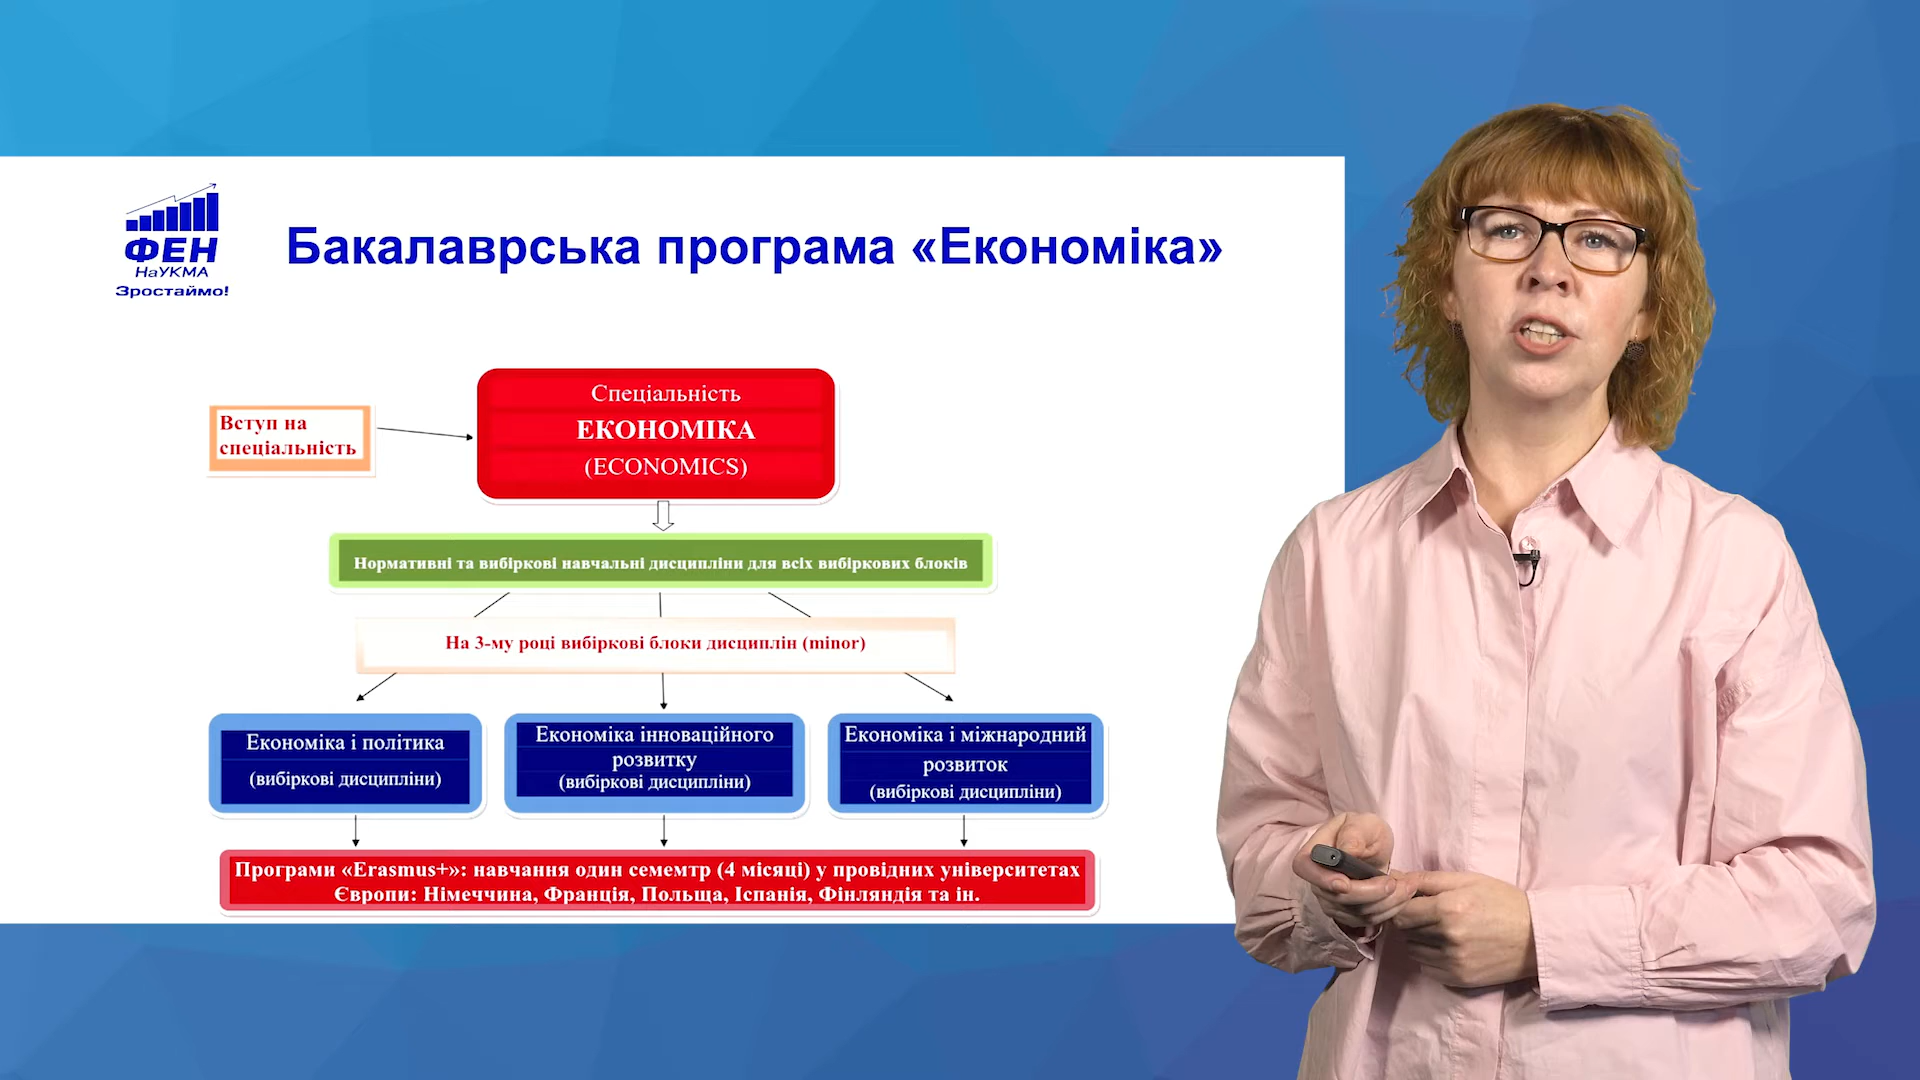 ФЕН
НаУКМА
Зростаймо!
Бакалаврська програма «Економіка»
Вступ на
спеціальність
Спеціальність
ЕКОНОМІКА
(ECONOMICS)
Нормативні та вибіркові навчальні дисципліни для всіх вибіркових блоків
На 3-му році вибіркові блоки дисциплін (minor)
Економіка і політика
(вибіркові дисципліни)
Економіка інноваційного
розвитку
(вибіркові дисципліни)
Економіка і міжнародний
розвиток
(вибіркові дисципліни)
Програми «Erasmus+»: навчання один семемтр (4 місяці) у провідних університетах
Європи: Німеччина, Франція, Польща, Іспанія, Фінляндія та ін.